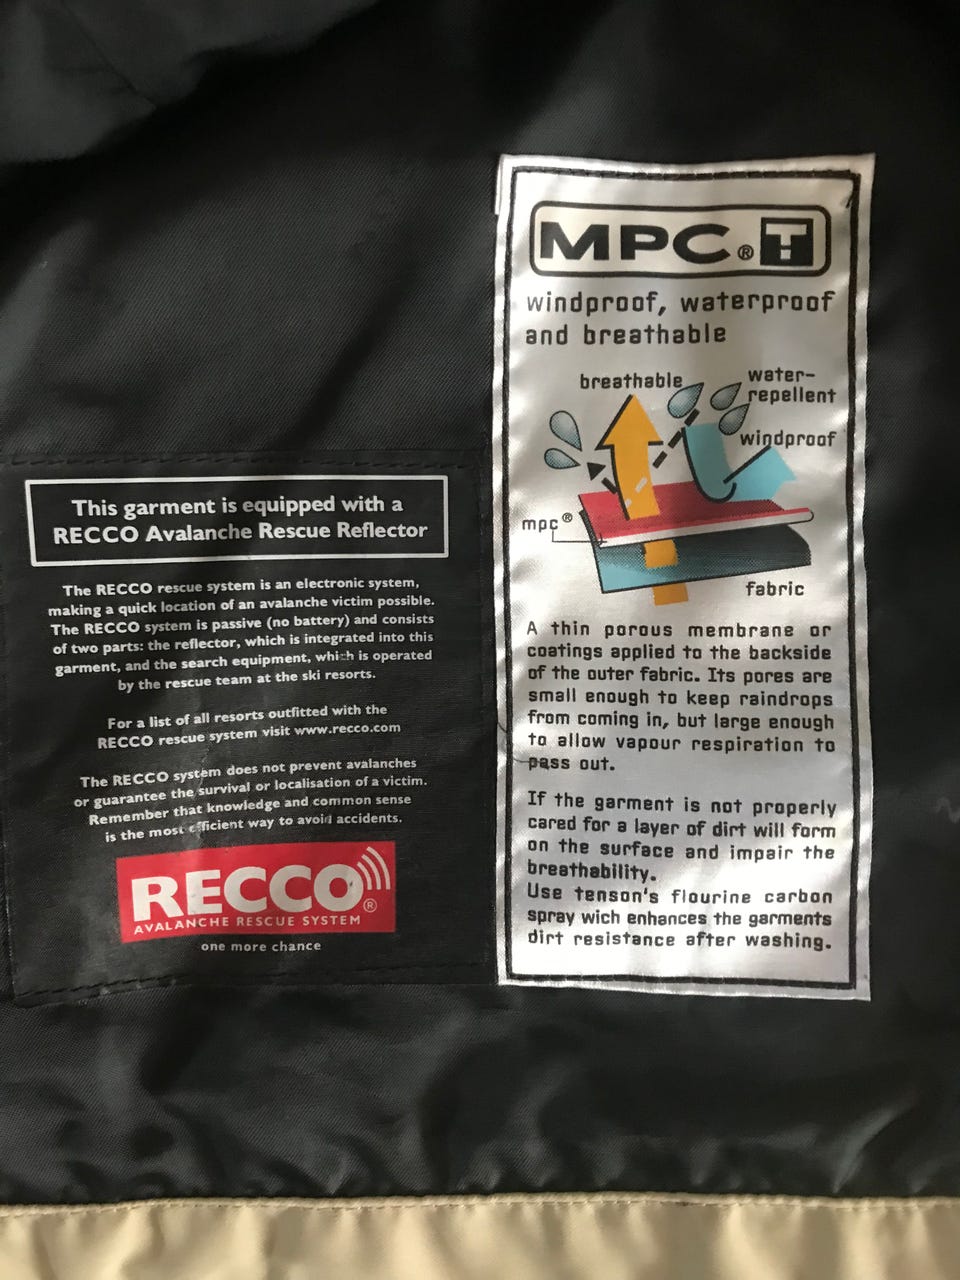 This garment is equipped with a
RECCO Avalanche Rescue Reflector
The RECCO rescue system is an electronic system,
making a quick location of an avalanche victim possible.
The RECCO system is passive (no battery) and consists
of two parts: the reflector, which is integrated into this
garment, and the search equipment, which is operated
by the rescue team at the ski resorts.
For a list of all resorts outfitted with the
RECCO rescue system visit www.recco.com
The RECCO system does not prevent avalanches
or guarantee the survival or localisation of a victim.
Remember that knowledge and common sense
is the most efficient way to avoid accidents.
RECCO®
AVALANCHE RESCUE SYSTEM
one more chance
MPC® T
windproof, waterproof
and breathable
breathable
water-
repellent
windproof
mpc®
fabric
A thin porous membrane or
coatings applied to the backside
of the outer fabric. Its pores are
small enough to keep raindrops
from coming in, but large enough
to allow vapour respiration to
pass out.
If the garment is not properly
cared for a layer of dirt will form
on the surface and impair the
breathability.
Use tenson's flourine carbon
spray wich enhances the garments
dirt resistance after washing.